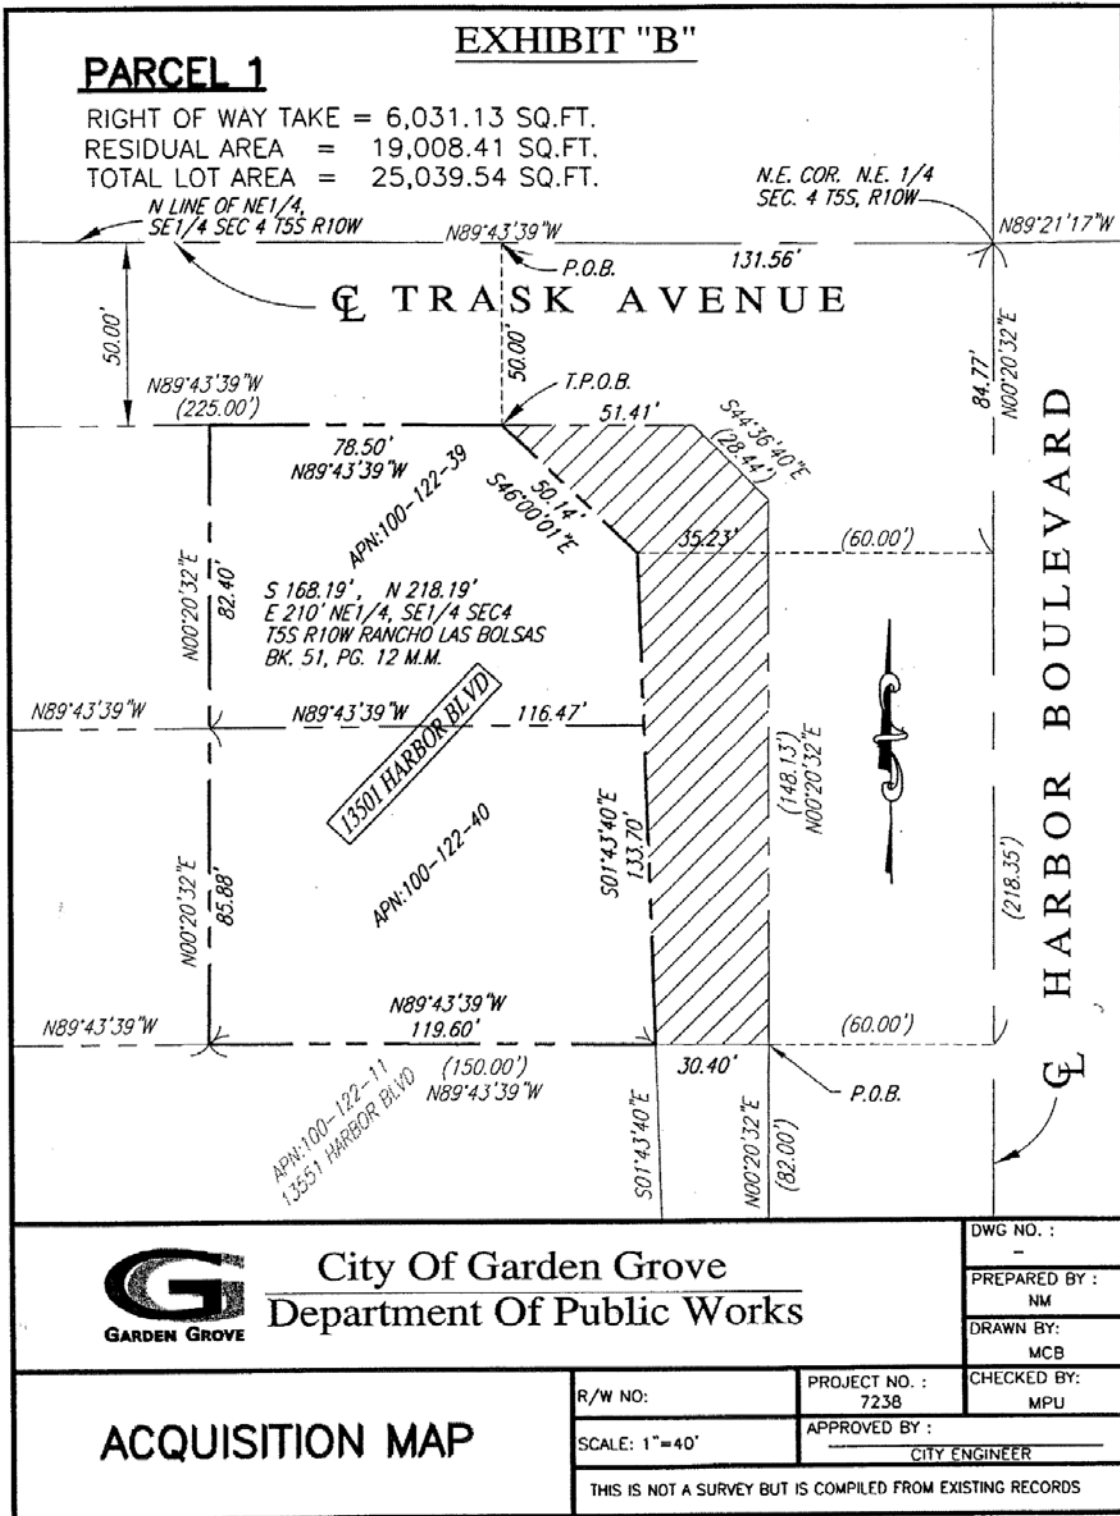 EXHIBIT "B"
PARCEL 1
RIGHT OF WAY TAKE = 6,031.13 SQ.FT.
RESIDUAL AREA = 19,008.41 SQ.FT.
TOTAL LOT AREA = 25,039.54 SQ.FT.
N.E. COR. N.E. 1/4
SEC. 4 T5S, R10W
N LINE OF NE1/4,
SE1/4 SEC 4 T5S R10W
N89°43'39"W
N89°21'17"W
131.56'
P.O.B.
℄ TRASK AVENUE
50.00'
50.00'
84.77'
N00°20'32"E
N89°43'39"W
(225.00')
T.P.O.B.
51.41'
S44°36'40"E
(28.44')
78.50'
N89°43'39"W
APN:100-122-39
50.14'
S46°00'01"E
35.23'
(60.00')
N00°20'32"E
82.40'
S 168.19', N 218.19'
E 210' NE1/4, SE1/4 SEC4
T5S R10W RANCHO LAS BOLSAS
BK. 51, PG. 12 M.M.
N89°43'39"W
N89°43'39"W
116.47'
13501 HARBOR BLVD
(148.13')
N00°20'32"E
℄ HARBOR BOULEVARD
S01°43'40"E
133.70'
APN:100-122-40
N00°20'32"E
85.88'
(218.35')
N89°43'39"W
N89°43'39"W
119.60'
(60.00')
(150.00')
N89°43'39"W
30.40'
P.O.B.
APN:100-122-11
13551 HARBOR BLVD
S01°43'40"E
N00°20'32"E
(82.00')
GARDEN GROVE
City Of Garden Grove
Department Of Public Works
DWG NO. :
-
PREPARED BY :
NM
DRAWN BY:
MCB
ACQUISITION MAP
R/W NO:
PROJECT NO. :
7238
CHECKED BY:
MPU
SCALE: 1"=40'
APPROVED BY :
CITY ENGINEER
THIS IS NOT A SURVEY BUT IS COMPILED FROM EXISTING RECORDS